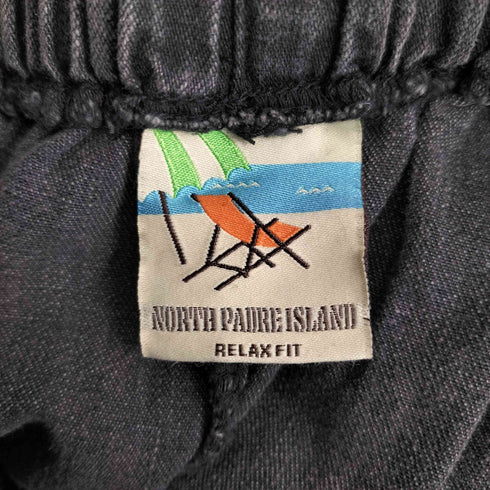 NORTH PADRE ISLAND
RELAX FIT